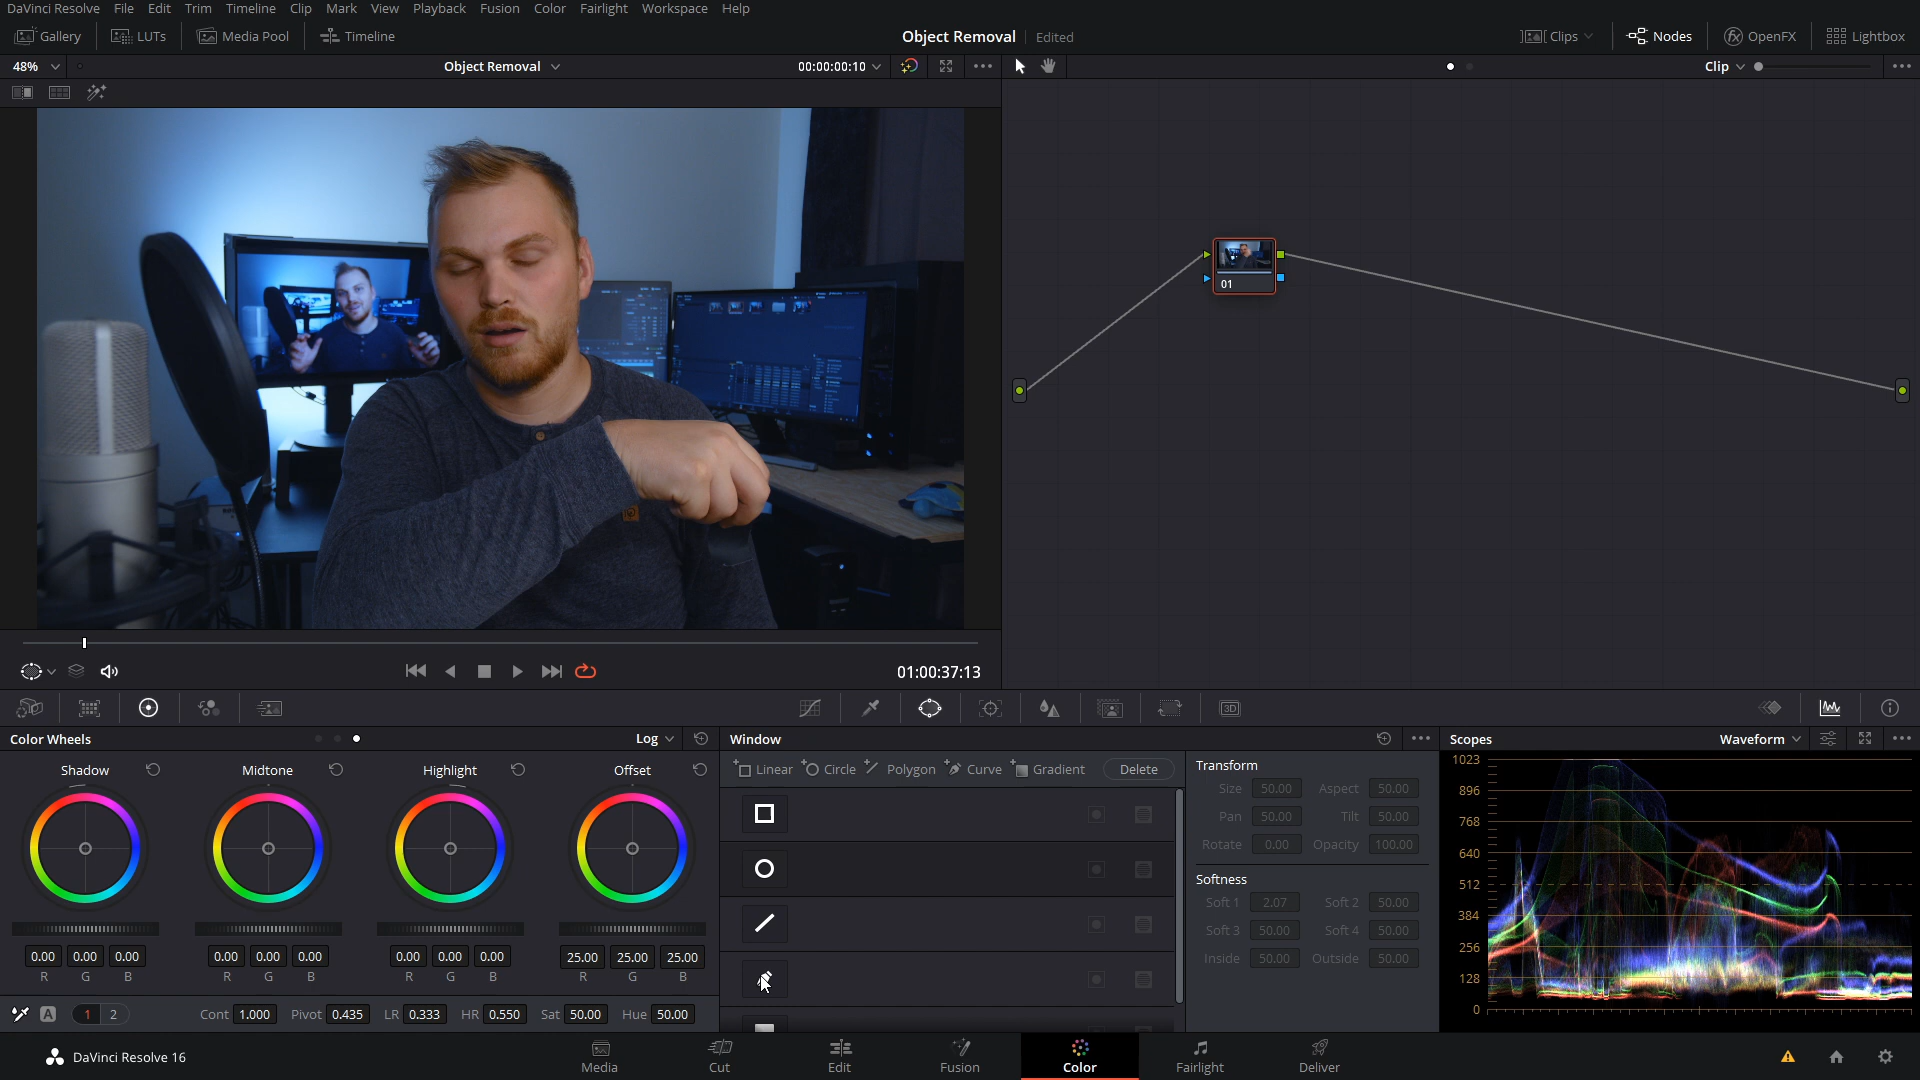 DaVinci Resolve File Edit Trim Timeline Clip Mark View Playback Fusion Color Fairlight Workspace Help
Gallery LUTs Media Pool Timeline Object Removal Edited Clips Nodes OpenFX Lightbox
48% Object Removal 00:00:00:10 Clip
01
01:00:37:13
Color Wheels Log Window Scopes Waveform
Shadow Midtone Highlight Offset
Linear Circle Polygon Curve Gradient Delete
Transform
Size 50.00 Aspect 50.00
Pan 50.00 Tilt 50.00
Rotate 0.00 Opacity 100.00
Softness
Soft 1 2.07 Soft 2 50.00
Soft 3 50.00 Soft 4 50.00
Inside 50.00 Outside 50.00
1023
896
768
640
512
384
256
128
0
0.00 0.00 0.00 0.00 0.00 0.00 0.00 0.00 0.00 25.00 25.00 25.00
R G B R G B R G B R G B
A 1 2 Cont 1.000 Pivot 0.435 LR 0.333 HR 0.550 Sat 50.00 Hue 50.00
3D
DaVinci Resolve 16 Media Cut Edit Fusion Color Fairlight Deliver